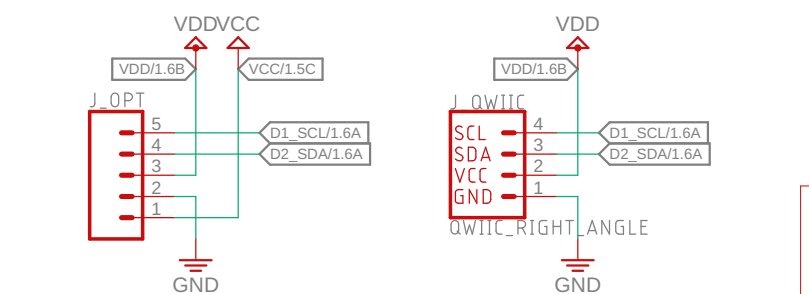 VDD VCC
VDD/1.6B
VCC/1.5C
J_OPT
5
D1_SCL/1.6A
4
D2_SDA/1.6A
3
2
1
GND
VDD
VDD/1.6B
J_QWIIC
SCL 4
D1_SCL/1.6A
SDA 3
D2_SDA/1.6A
VCC 2
GND 1
QWIIC_RIGHT_ANGLE
GND